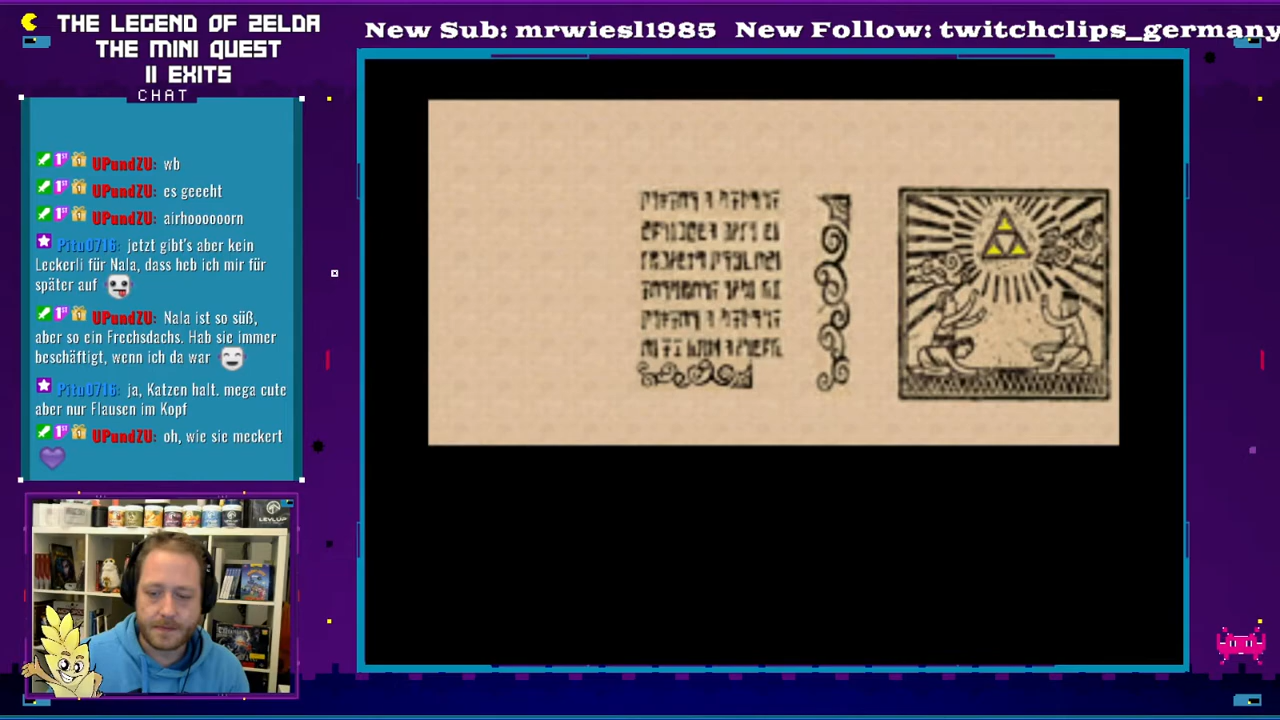 THE LEGEND OF ZELDA
THE MINI QUEST
11 EXITS
New Sub: mrwiesl1985 New Follow: twitchclips_germany
CHAT
UPundZU: wb
UPundZU: es geeht
UPundZU: airhoooooorn
Pitu0716: jetzt gibt's aber kein
Leckerli für Nala, dass heb ich mir für
später auf
UPundZU: Nala ist so süß,
aber so ein Frechsdachs. Hab sie immer
beschäftigt, wenn ich da war
Pitu0716: ja, Katzen halt. mega cute
aber nur Flausen im Kopf
UPundZU: oh, wie sie meckert
LEVLUP